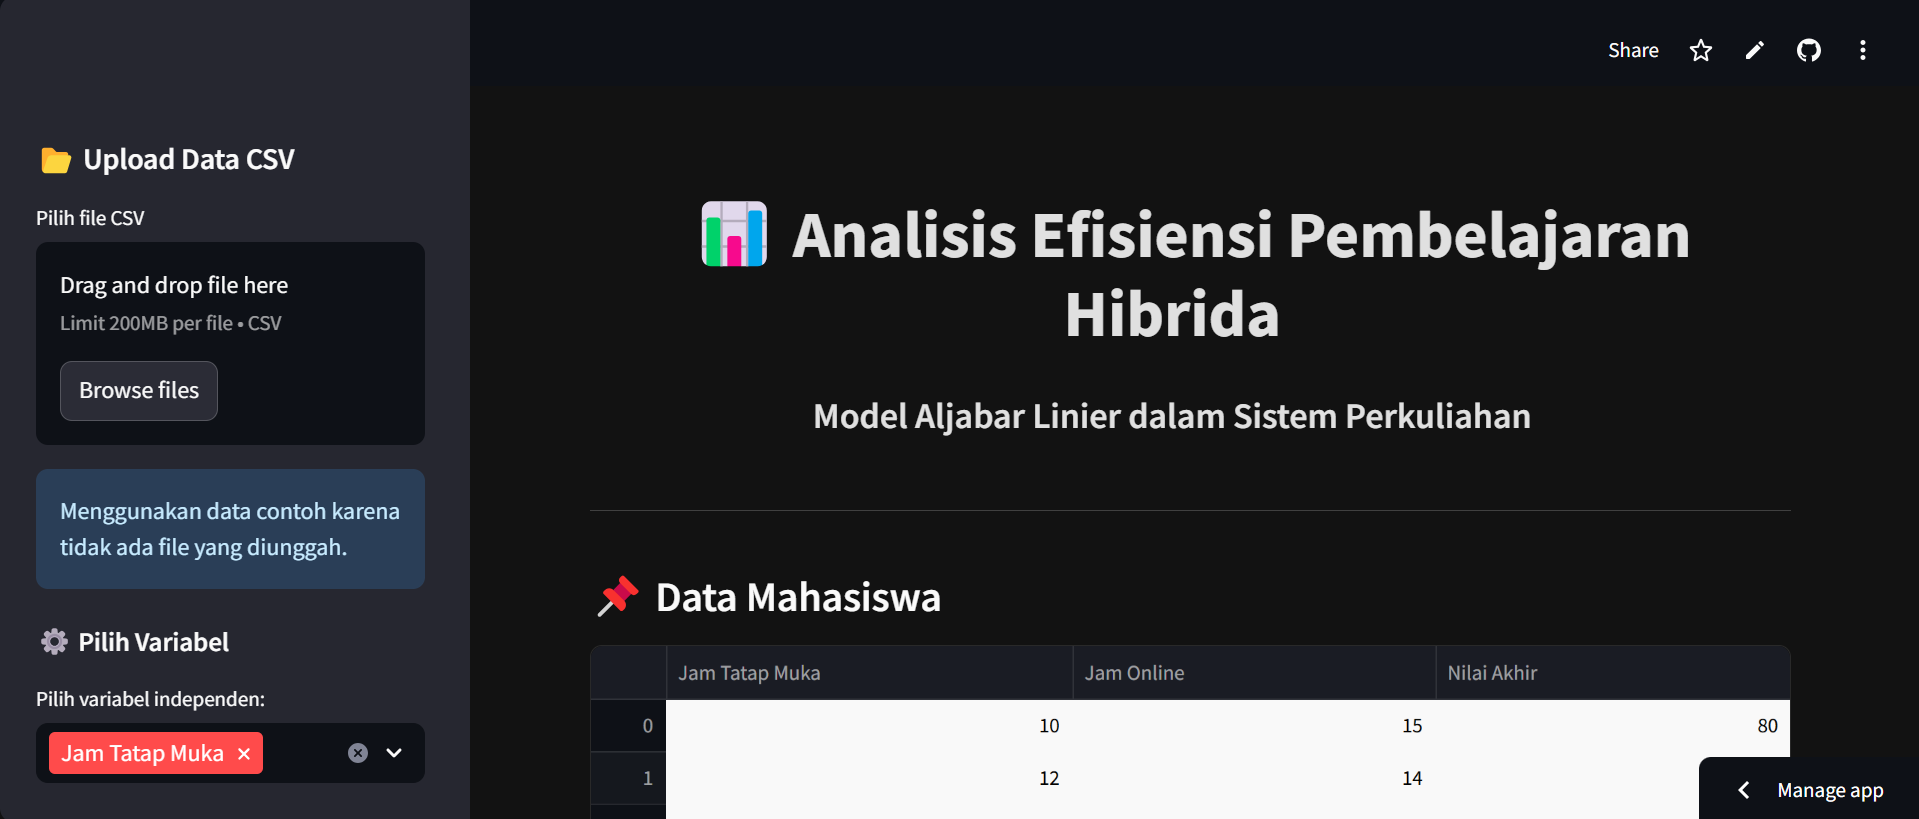 Share
Upload Data CSV
Pilih file CSV
Drag and drop file here
Limit 200MB per file • CSV
Browse files
Menggunakan data contoh karena
tidak ada file yang diunggah.
Pilih Variabel
Pilih variabel independen:
Jam Tatap Muka
Analisis Efisiensi Pembelajaran
Hibrida
Model Aljabar Linier dalam Sistem Perkuliahan
Data Mahasiswa
Jam Tatap Muka Jam Online Nilai Akhir
0 10 15 80
1 12 14
Manage app